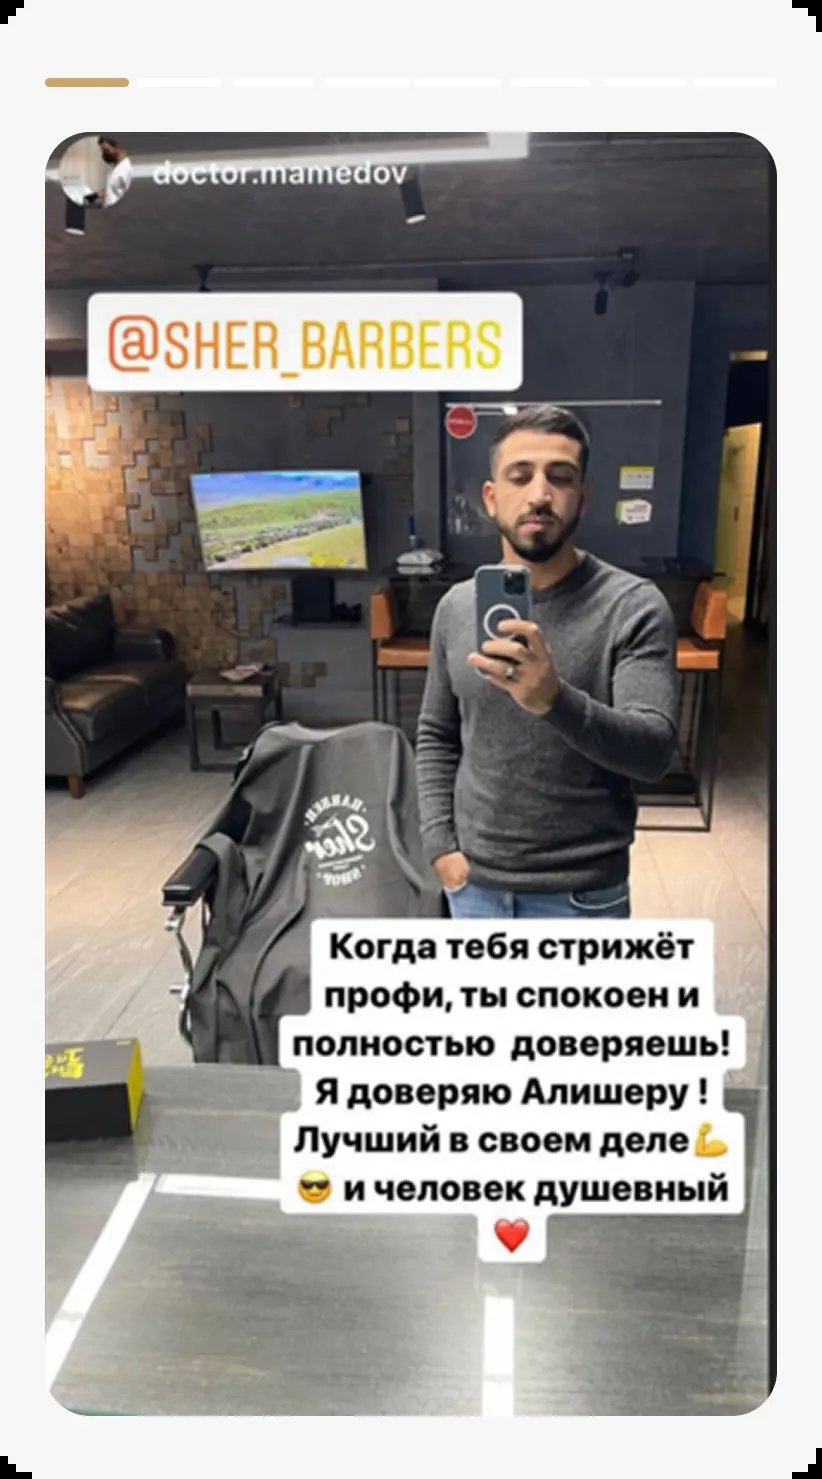 doctor.mamedov
@SHER_BARBERS
BARBER
Sher
SHOP
Когда тебя стрижёт
профи, ты спокоен и
полностью доверяешь!
Я доверяю Алишеру !
Лучший в своем деле💪
😎 и человек душевный
❤️